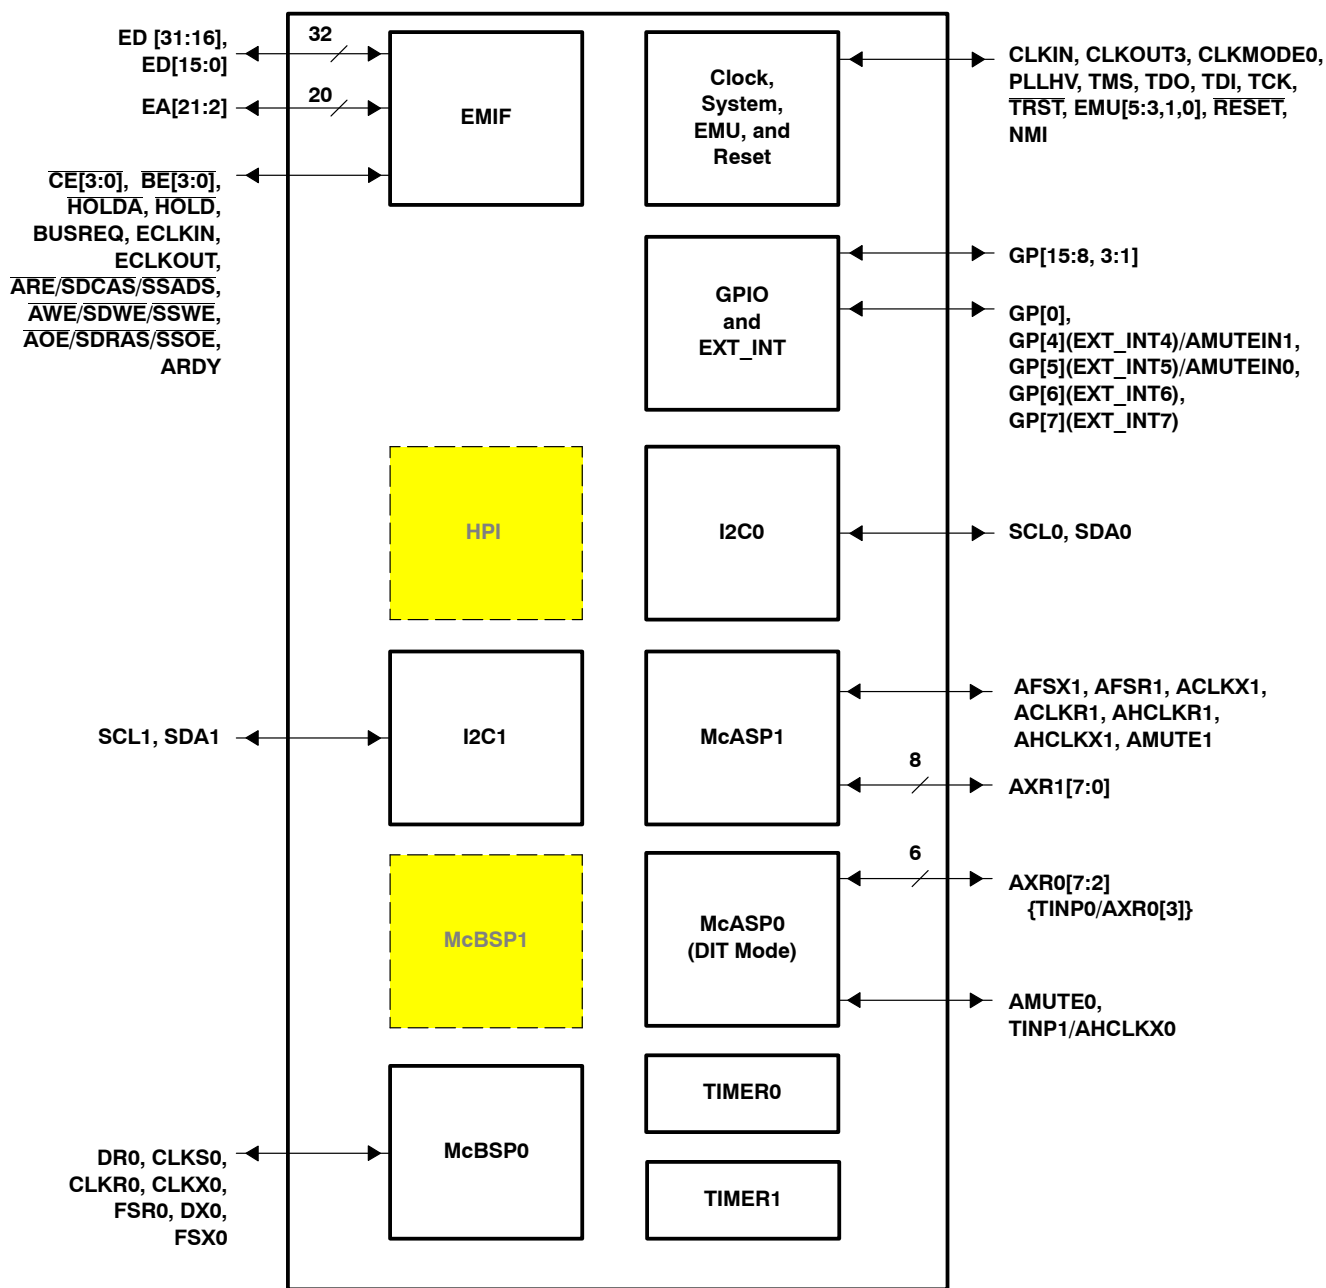 ED [31:16],
ED[15:0]
32
EA[21:2]
20
CE[3:0], BE[3:0],
HOLDA, HOLD,
BUSREQ, ECLKIN,
ECLKOUT,
ARE/SDCAS/SSADS,
AWE/SDWE/SSWE,
AOE/SDRAS/SSOE,
ARDY
EMIF
Clock,
System,
EMU, and
Reset
CLKIN, CLKOUT3, CLKMODE0,
PLLHV, TMS, TDO, TDI, TCK,
TRST, EMU[5:3,1,0], RESET,
NMI
GPIO
and
EXT_INT
GP[15:8, 3:1]
GP[0],
GP[4](EXT_INT4)/AMUTEIN1,
GP[5](EXT_INT5)/AMUTEIN0,
GP[6](EXT_INT6),
GP[7](EXT_INT7)
HPI
I2C0
SCL0, SDA0
SCL1, SDA1
I2C1
McASP1
AFSX1, AFSR1, ACLKX1,
ACLKR1, AHCLKR1,
AHCLKX1, AMUTE1
8
AXR1[7:0]
McBSP1
McASP0
(DIT Mode)
6
AXR0[7:2]
{TINP0/AXR0[3]}
AMUTE0,
TINP1/AHCLKX0
DR0, CLKS0,
CLKR0, CLKX0,
FSR0, DX0,
FSX0
McBSP0
TIMER0
TIMER1